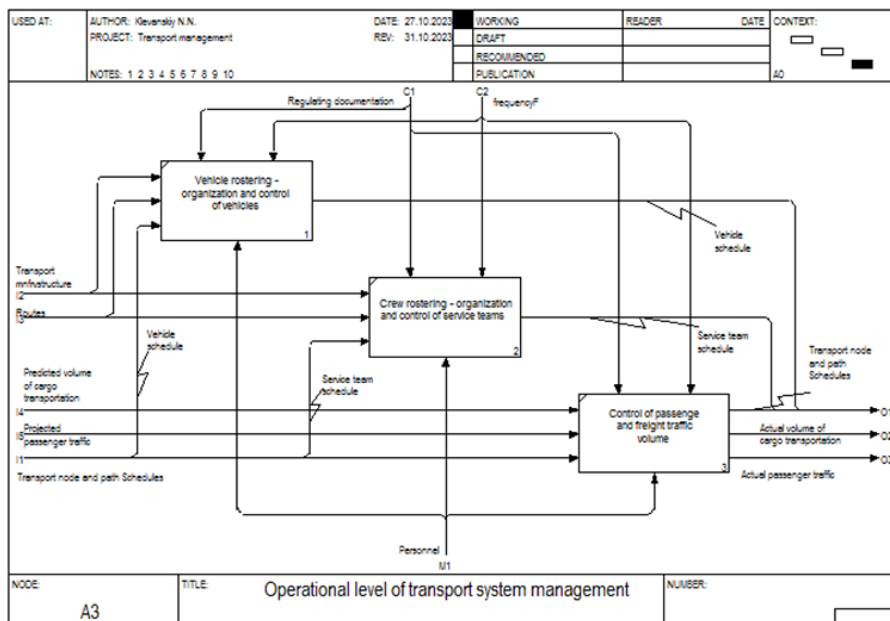 USED AT:
AUTHOR: Klevanskiy N.N.
DATE: 27.10.2023
WORKING
READER
DATE
CONTEXT:
PROJECT: Transport management
REV: 31.10.2023
DRAFT
RECOMMENDED
NOTES: 1 2 3 4 5 6 7 8 9 10
PUBLICATION
A0
C1
C2
Regulating documentation
frequencyF
Vehicle rostering -
organization and control
of vehicles
1
Vehicle
schedule
Transport
mnfnstructure
I2
Routes
I3
Crew rostering - organization
and control of service teams
2
Vehicle
schedule
Service team
schedule
Service team
schedule
Transport node
and path
Schedules
Predicted volume
of cargo
transportation
I4
Projected
I5
passenger traffic
I1
Transport node and path Schedules
Control of passenge
and freight traffic
volume
3
O1
Actual volume of
O2
cargo transportation
O3
Actual passenger traffic
Personnel
M1
NODE:
TITLE:
Operational level of transport system management
NUMBER:
A3